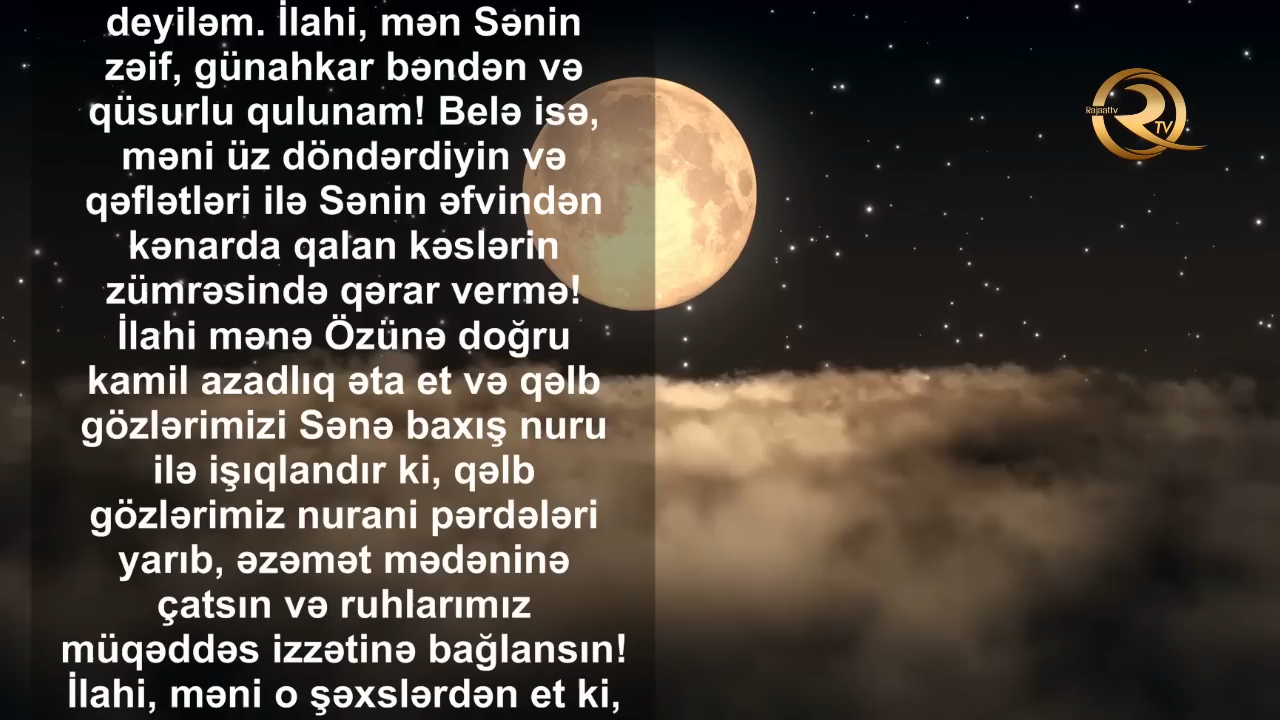 deyiləm. İlahi, mən Sənin
zəif, günahkar bəndən və
qüsurlu qulunam! Belə isə,
məni üz döndərdiyin və
qəflətləri ilə Sənin əfvindən
kənarda qalan kəslərin
zümrəsində qərar vermə!
İlahi mənə Özünə doğru
kamil azadlıq əta et və qəlb
gözlərimizi Sənə baxış nuru
ilə işıqlandır ki, qəlb
gözlərimiz nurani pərdələri
yarıb, əzəmət mədəninə
çatsın və ruhlarımız
müqəddəs izzətinə bağlansın!
İlahi, məni o şəxslərdən et ki,
Rajaattv
TV